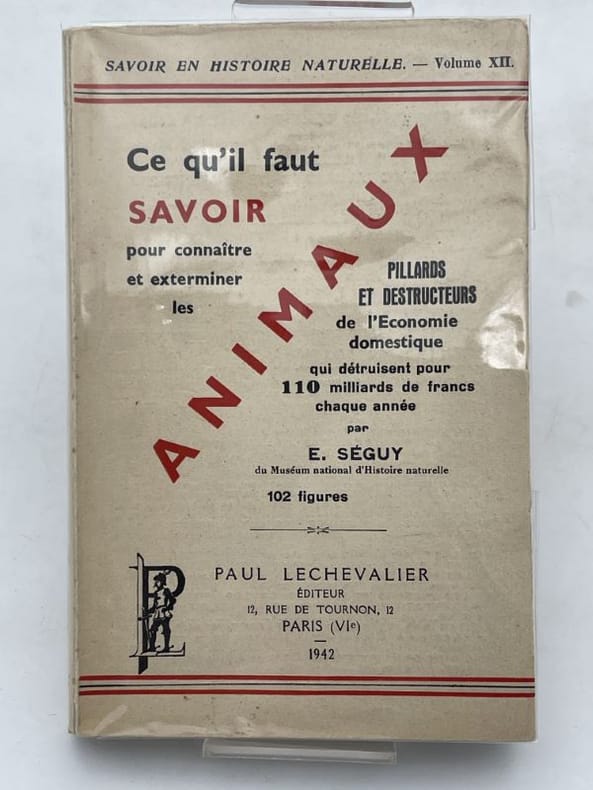 SAVOIR EN HISTOIRE NATURELLE. — Volume XII.
Ce qu'il faut
SAVOIR
pour connaître
et exterminer
les
ANIMAUX
PILLARDS
ET DESTRUCTEURS
de l'Economie
domestique
qui détruisent pour
110 milliards de francs
chaque année
par
E. SÉGUY
du Muséum national d'Histoire naturelle
102 figures
PL
PAUL LECHEVALIER
ÉDITEUR
12, RUE DE TOURNON, 12
PARIS (VIe)
1942